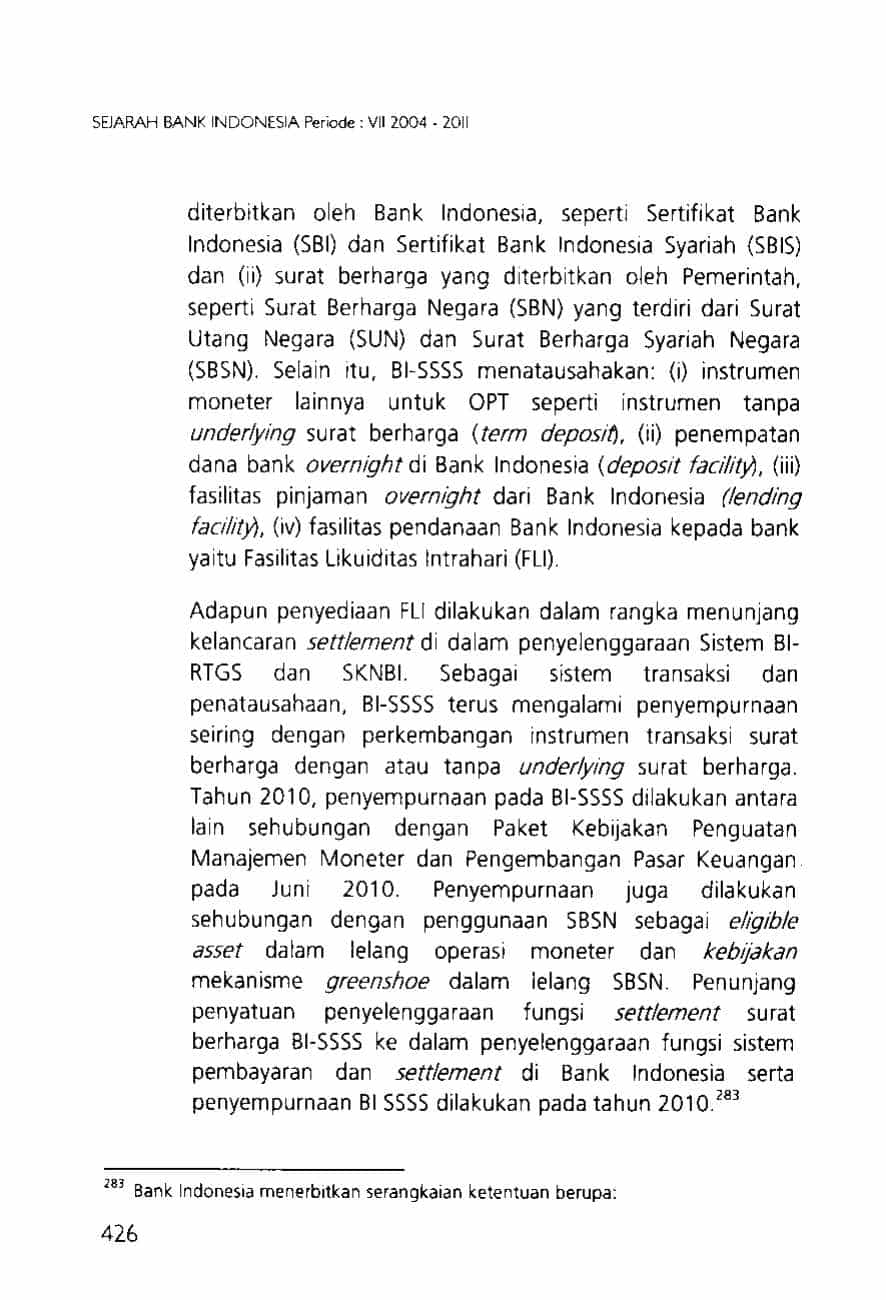 SEJARAH BANK INDONESIA Periode : VII 2004 - 2011
diterbitkan oleh Bank Indonesia, seperti Sertifikat Bank
Indonesia (SBI) dan Sertifikat Bank Indonesia Syariah (SBIS)
dan (ii) surat berharga yang diterbitkan oleh Pemerintah,
seperti Surat Berharga Negara (SBN) yang terdiri dari Surat
Utang Negara (SUN) dan Surat Berharga Syariah Negara
(SBSN). Selain itu, BI-SSSS menatausahakan: (i) instrumen
moneter lainnya untuk OPT seperti instrumen tanpa
underlying surat berharga (term deposit), (ii) penempatan
dana bank overnight di Bank Indonesia (deposit facility), (iii)
fasilitas pinjaman overnight dari Bank Indonesia (lending
facility), (iv) fasilitas pendanaan Bank Indonesia kepada bank
yaitu Fasilitas Likuiditas Intrahari (FLI).
Adapun penyediaan FLI dilakukan dalam rangka menunjang
kelancaran settlement di dalam penyelenggaraan Sistem BI-
RTGS dan SKNBI. Sebagai sistem transaksi dan
penatausahaan, BI-SSSS terus mengalami penyempurnaan
seiring dengan perkembangan instrumen transaksi surat
berharga dengan atau tanpa underlying surat berharga.
Tahun 2010, penyempurnaan pada BI-SSSS dilakukan antara
lain sehubungan dengan Paket Kebijakan Penguatan
Manajemen Moneter dan Pengembangan Pasar Keuangan
pada Juni 2010. Penyempurnaan juga dilakukan
sehubungan dengan penggunaan SBSN sebagai eligible
asset dalam lelang operasi moneter dan kebijakan
mekanisme greenshoe dalam lelang SBSN. Penunjang
penyatuan penyelenggaraan fungsi settlement surat
berharga BI-SSSS ke dalam penyelenggaraan fungsi sistem
pembayaran dan settlement di Bank Indonesia serta
penyempurnaan BI SSSS dilakukan pada tahun 2010.283
283 Bank Indonesia menerbitkan serangkaian ketentuan berupa:
426